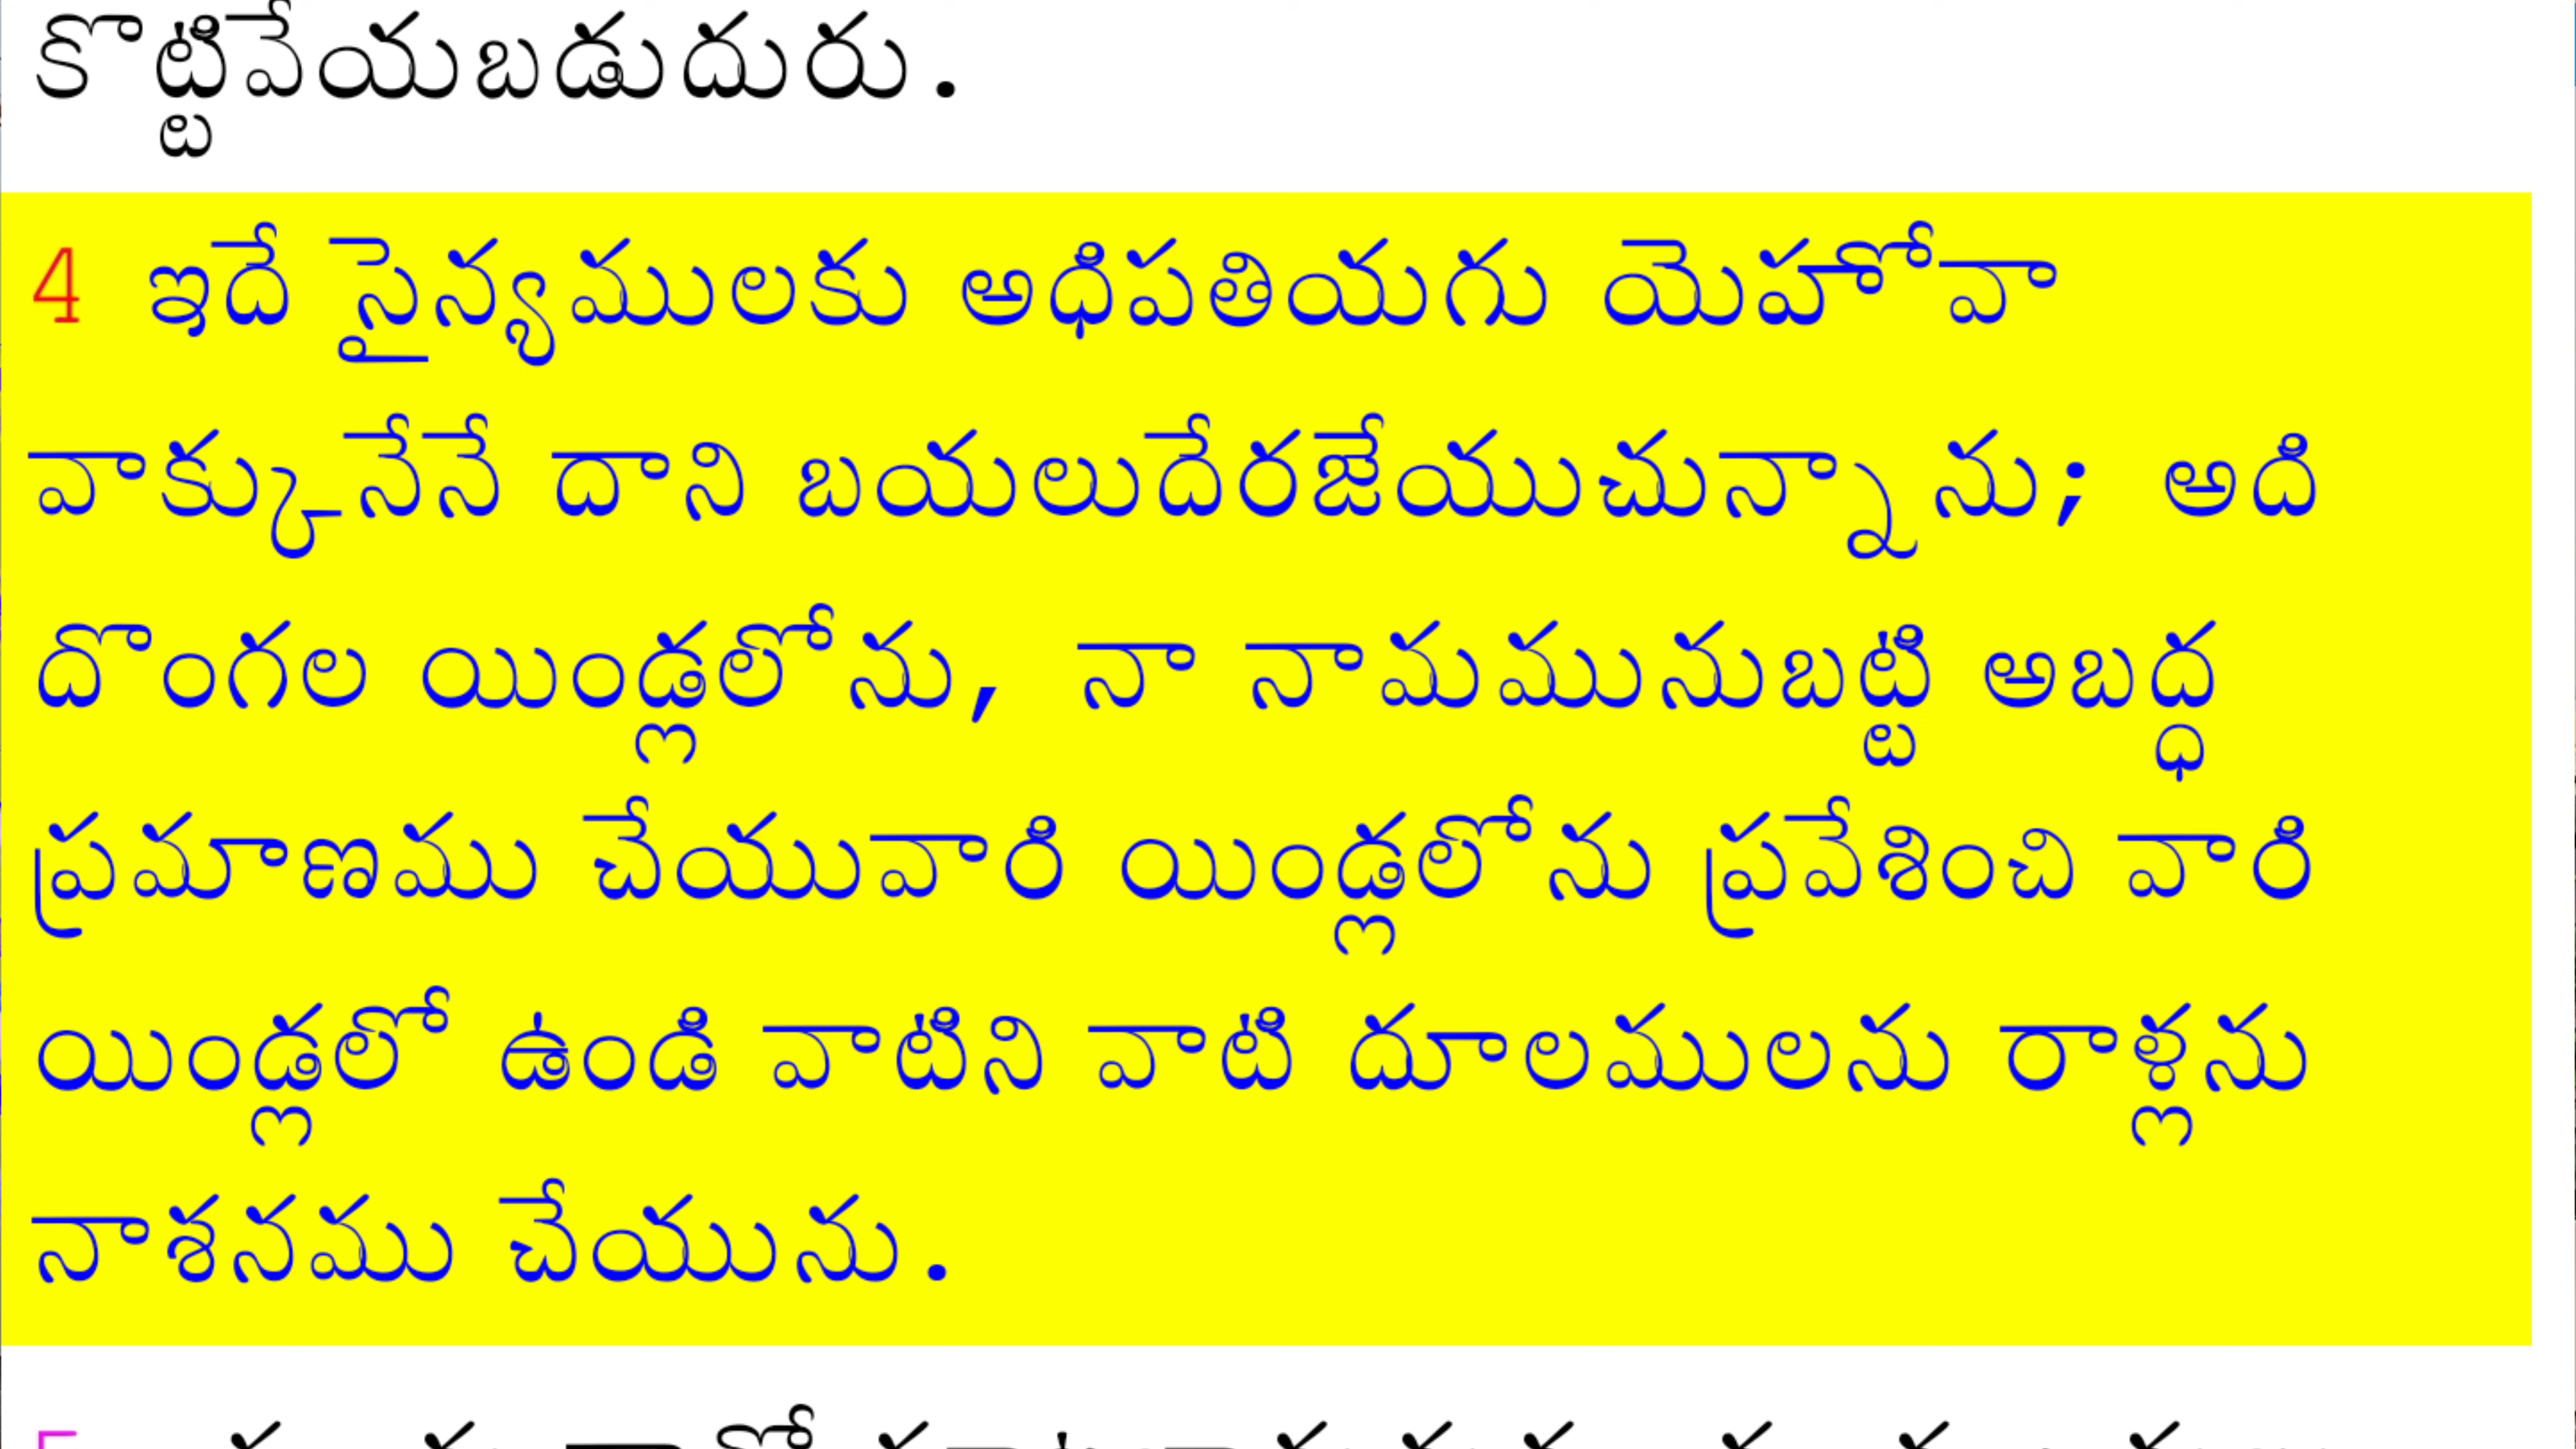 కొట్టివేయబడుదురు.
4 ఇదే సైన్యములకు అధిపతియగు యెహోవా
వాక్కునేనే దాని బయలుదేరజేయుచున్నాను; అది
దొంగల యిండ్లలోను, నా నామమునుబట్టి అబద్ధ
ప్రమాణము చేయువారి యిండ్లలోను ప్రవేశించి వారి
యిండ్లలో ఉండి వాటిని వాటి దూలములను రాళ్లను
నాశనము చేయును.